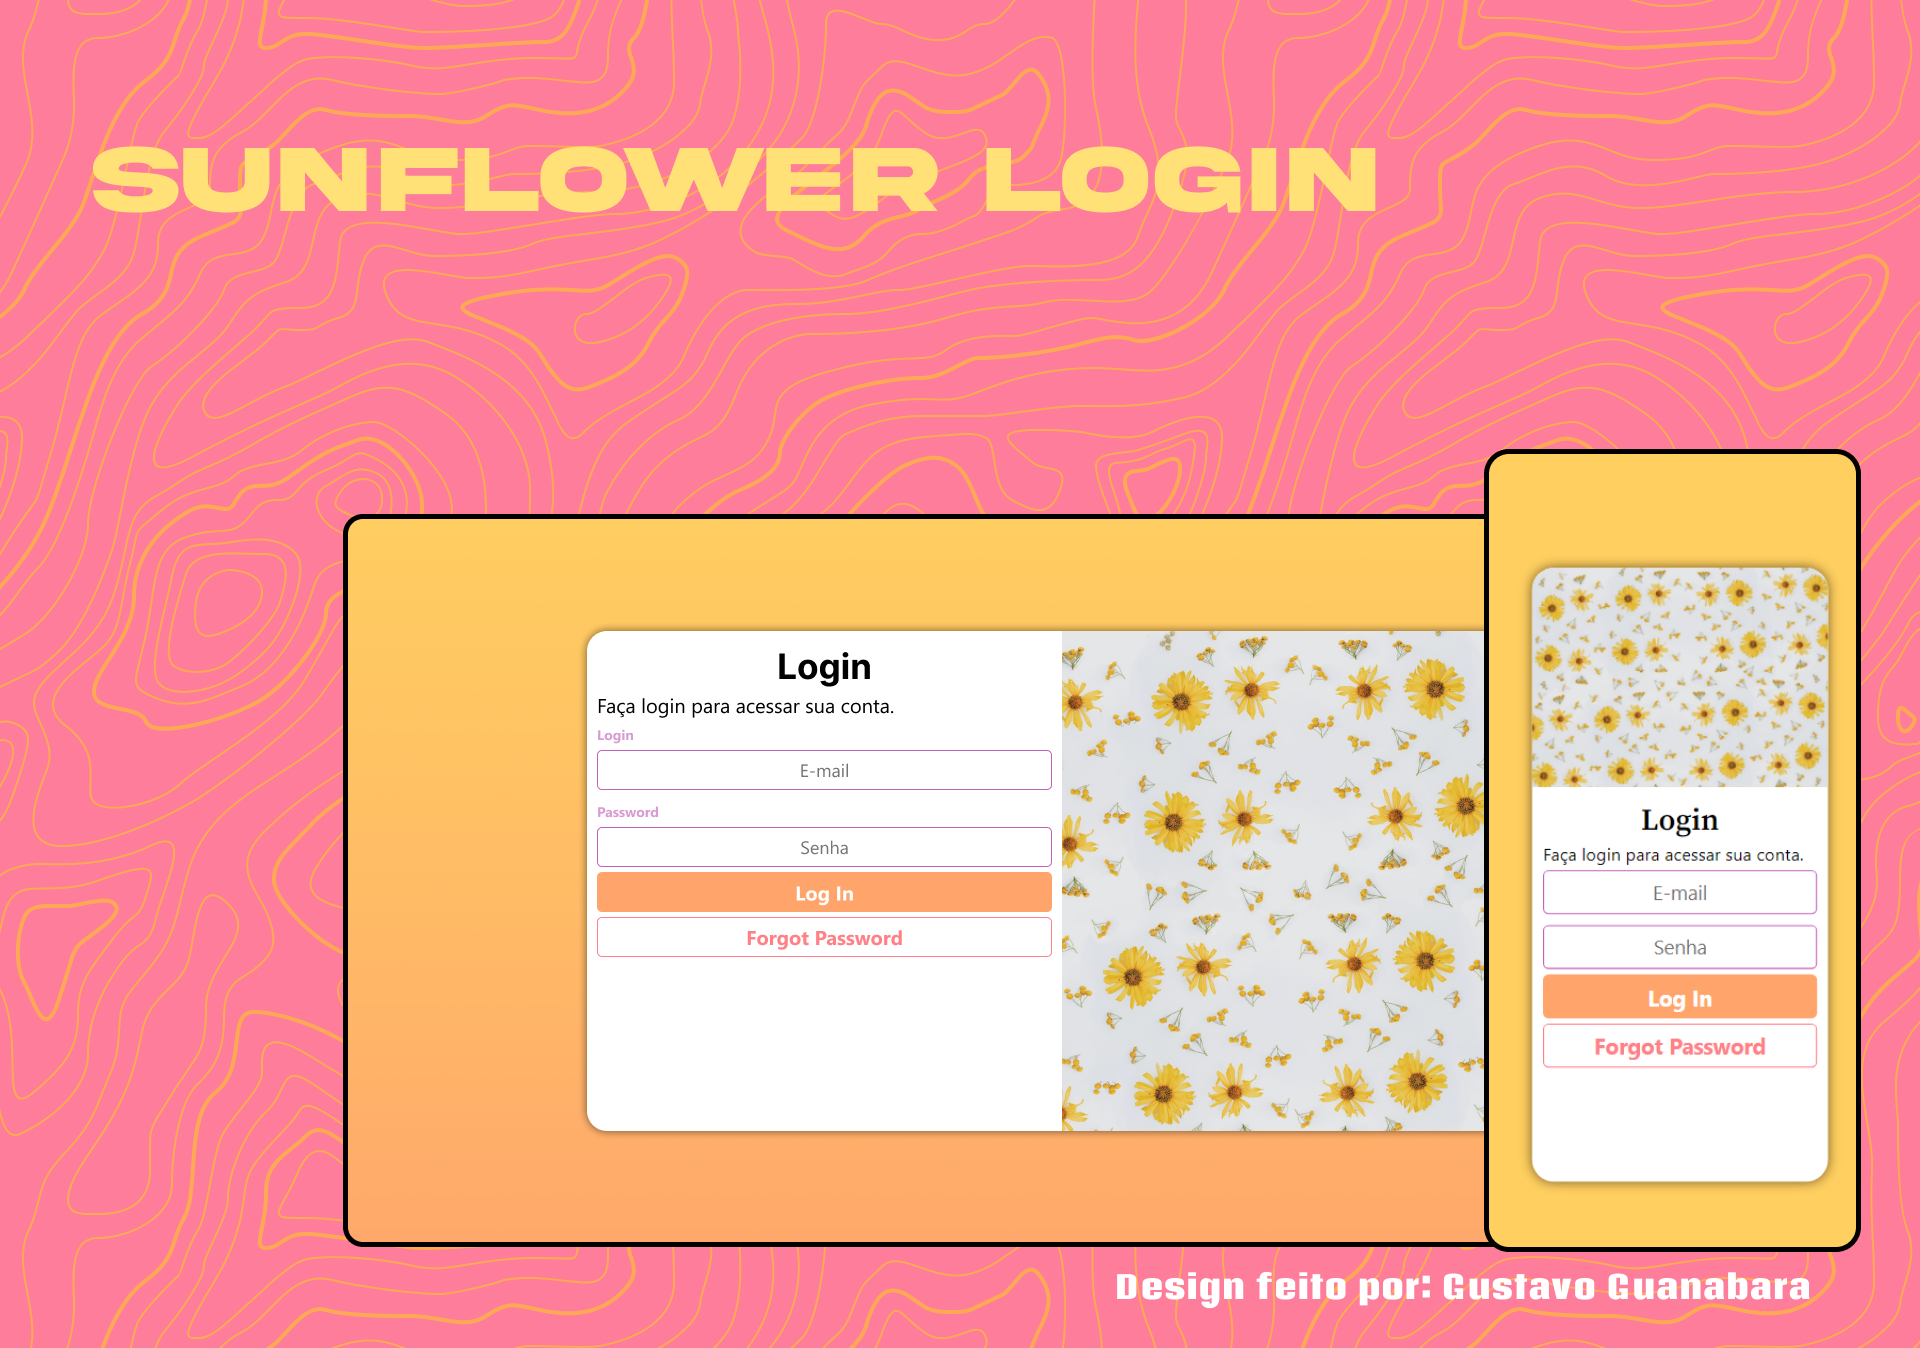 SUNFLOWER LOGIN
Login
Faça login para acessar sua conta.
Login
E-mail
Password
Senha
Log In
Forgot Password
Login
Faça login para acessar sua conta.
E-mail
Senha
Log In
Forgot Password
Design feito por: Gustavo Guanabara